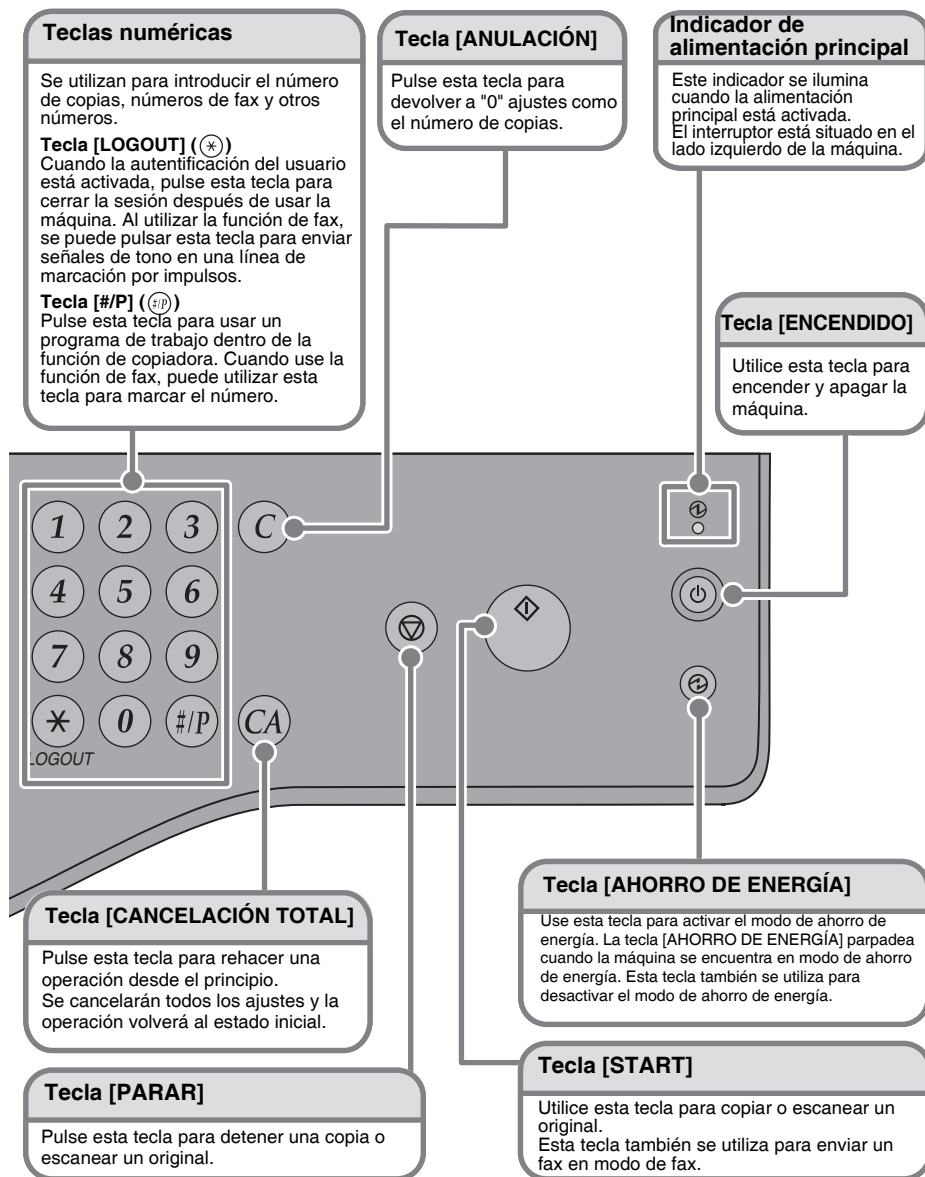 Teclas numéricas
Se utilizan para introducir el número
de copias, números de fax y otros
números.
Tecla [LOGOUT] (✳)
Cuando la autentificación del usuario
está activada, pulse esta tecla para
cerrar la sesión después de usar la
máquina. Al utilizar la función de fax,
se puede pulsar esta tecla para enviar
señales de tono en una línea de
marcación por impulsos.
Tecla [#/P] (#/P)
Pulse esta tecla para usar un
programa de trabajo dentro de la
función de copiadora. Cuando use la
función de fax, puede utilizar esta
tecla para marcar el número.
Tecla [ANULACIÓN]
Pulse esta tecla para
devolver a "0" ajustes como
el número de copias.
Indicador de
alimentación principal
Este indicador se ilumina
cuando la alimentación
principal está activada.
El interruptor está situado en el
lado izquierdo de la máquina.
Tecla [ENCENDIDO]
Utilice esta tecla para
encender y apagar la
máquina.
1 2 3 C
4 5 6
7 8 9
✳ 0 #/P CA
LOGOUT
Tecla [CANCELACIÓN TOTAL]
Pulse esta tecla para rehacer una
operación desde el principio.
Se cancelarán todos los ajustes y la
operación volverá al estado inicial.
Tecla [PARAR]
Pulse esta tecla para detener una copia o
escanear un original.
Tecla [AHORRO DE ENERGÍA]
Use esta tecla para activar el modo de ahorro de
energía. La tecla [AHORRO DE ENERGÍA] parpadea
cuando la máquina se encuentra en modo de ahorro
de energía. Esta tecla también se utiliza para
desactivar el modo de ahorro de energía.
Tecla [START]
Utilice esta tecla para copiar o escanear un
original.
Esta tecla también se utiliza para enviar un
fax en modo de fax.